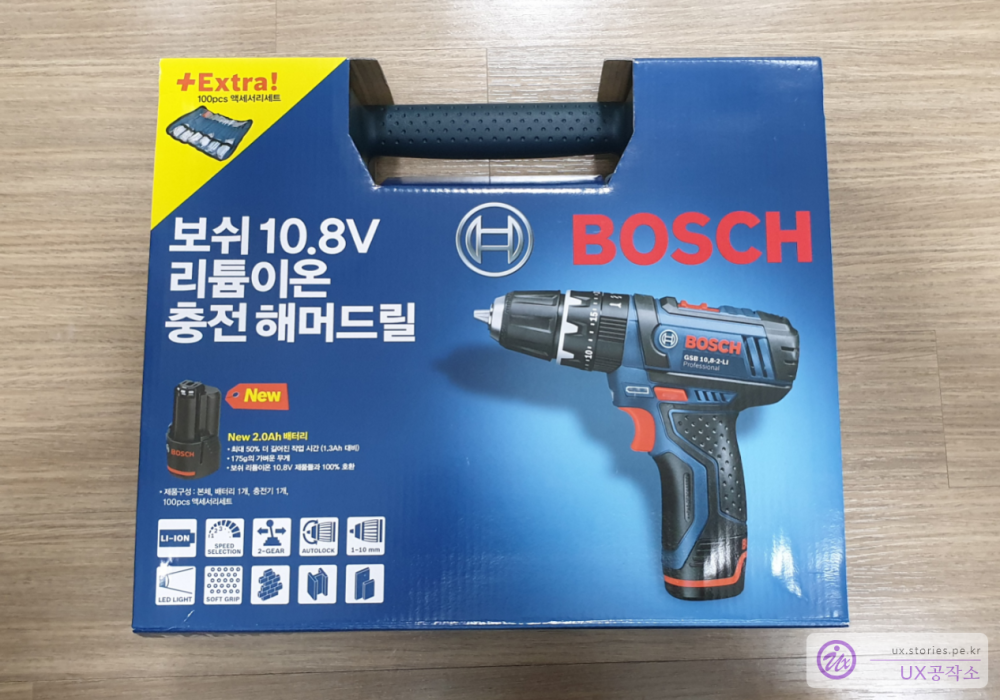 +Extra!
100pcs 액세서리세트
보쉬 10.8V
리튬이온
충전 해머드릴
BOSCH
BOSCH
GSB 10,8-2-LI
Professional
10
15
1
New
BOSCH
New 2.0Ah 배터리
• 최대 50% 더 길어진 작업 시간 (1.3Ah 대비)
• 175g의 가벼운 무게
• 보쉬 리튬이온 10.8V 제품들과 100% 호환
• 제품구성 : 본체, 배터리 1개, 충전기 1개,
100pcs 액세서리세트
LI-ION
SPEED
SELECTION
2-GEAR
AUTOLOCK
1-10 mm
LED LIGHT
SOFT GRIP
Ux
ux.stories.pe.kr
UX공작소